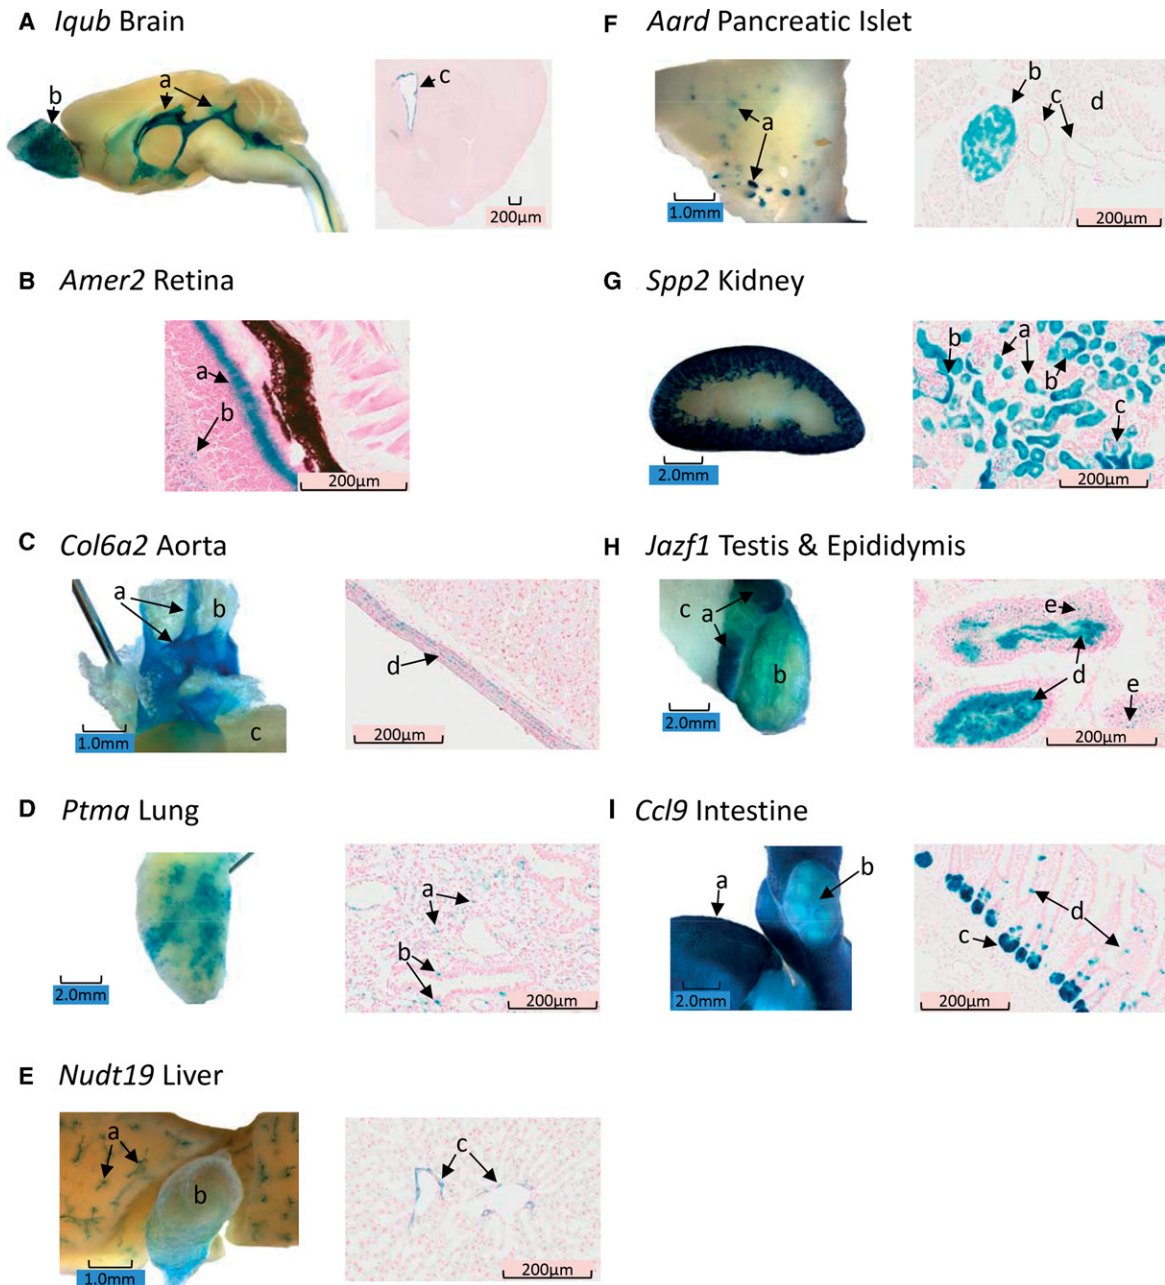 A Iqub Brain
a
b
c
200µm
B Amer2 Retina
a
b
200µm
C Col6a2 Aorta
a
b
c
1.0mm
d
200µm
D Ptma Lung
2.0mm
a
b
200µm
E Nudt19 Liver
a
b
1.0mm
c
200µm
F Aard Pancreatic Islet
a
1.0mm
b
c
d
200µm
G Spp2 Kidney
2.0mm
a
b
b
c
200µm
H Jazf1 Testis & Epididymis
c
a
b
2.0mm
e
d
e
200µm
I Ccl9 Intestine
a
b
2.0mm
d
c
200µm